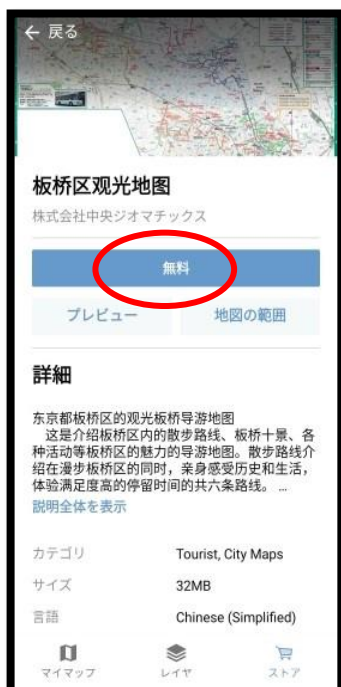 ← 戻る
板桥区观光地图
株式会社中央ジオマチックス
無料
プレビュー
地図の範囲
詳細
东京都板桥区的观光板桥导游地图
这是介绍板桥区内的散步路线、板桥十景、各
种活动等板桥区的魅力的导游地图。散步路线介
绍在漫步板桥区的同时，亲身感受历史和生活，
体验满足度高的停留时间的共六条路线。 ...
説明全体を表示
カテゴリ Tourist, City Maps
サイズ 32MB
言語 Chinese (Simplified)
マイマップ レイヤ ストア